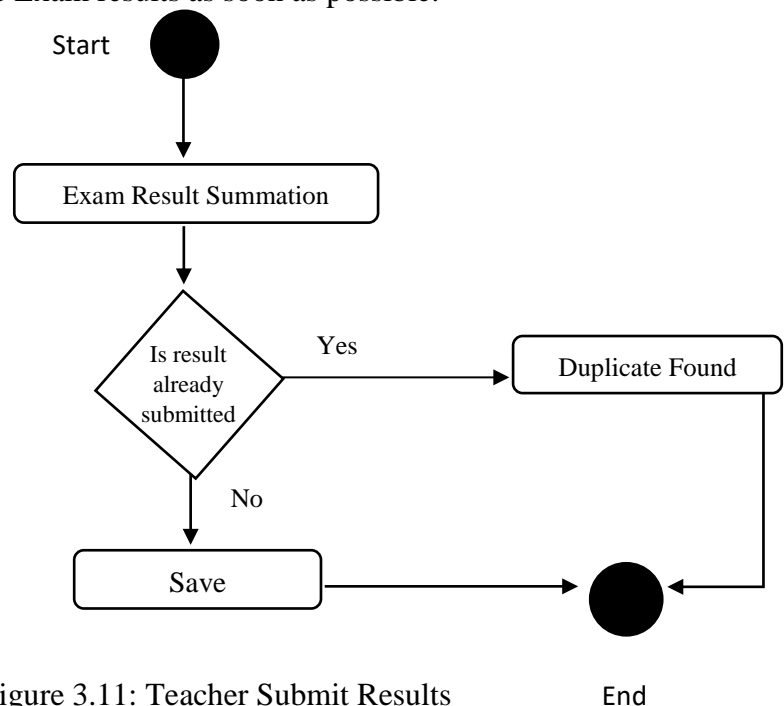 Exam results as soon as possible.
Start
Exam Result Summation
Is result
already
submitted
Yes
Duplicate Found
No
Save
igure 3.11: Teacher Submit Results
End